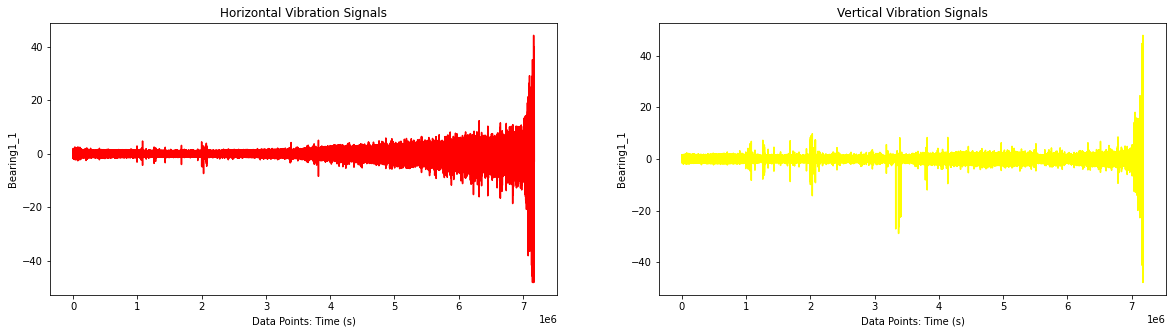 Horizontal Vibration Signals
Bearing1_1
40
20
0
−20
−40
0 1 2 3 4 5 6 7
1e6
Data Points: Time (s)
Vertical Vibration Signals
Bearing1_1
40
20
0
−20
−40
0 1 2 3 4 5 6 7
1e6
Data Points: Time (s)